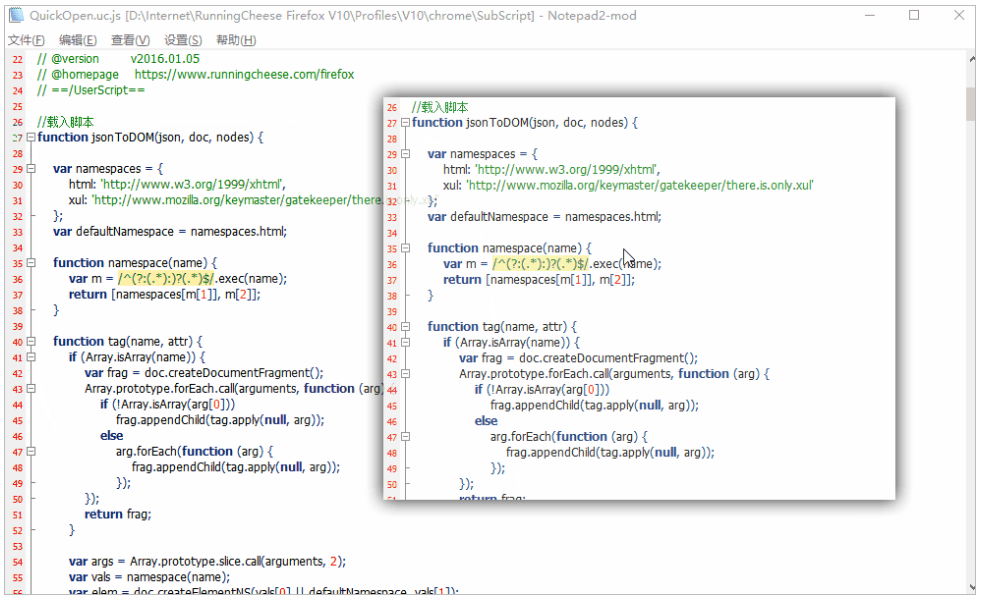 QuickOpen.uc.js [D:\Internet\RunningCheese Firefox V10\Profiles\V10\chrome\SubScript] - Notepad2-mod
文件(F) 编辑(E) 查看(V) 设置(S) 帮助(H)
22 // @version v2016.01.05
23 // @homepage https://www.runningcheese.com/firefox
24 // ==/UserScript==
25
26 //载入脚本
27 function jsonToDOM(json, doc, nodes) {
28
29 var namespaces = {
30 html: 'http://www.w3.org/1999/xhtml',
31 xul: 'http://www.mozilla.org/keymaster/gatekeeper/there.is.only.x
32 };
33 var defaultNamespace = namespaces.html;
34
35 function namespace(name) {
36 var m = /^(?:(.*):)?(.*)$/.exec(name);
37 return [namespaces[m[1]], m[2]];
38 }
39
40 function tag(name, attr) {
41 if (Array.isArray(name)) {
42 var frag = doc.createDocumentFragment();
43 Array.prototype.forEach.call(arguments, function (arg)
44 if (!Array.isArray(arg[0]))
45 frag.appendChild(tag.apply(null, arg));
46 else
47 arg.forEach(function (arg) {
48 frag.appendChild(tag.apply(null, arg));
49 });
50 });
51 return frag;
52 }
53
54 var args = Array.prototype.slice.call(arguments, 2);
55 var vals = namespace(name);
56 var elem = doc.createElementNS(vals[0] || defaultNamespace, vals[1]);
26 //载入脚本
27 function jsonToDOM(json, doc, nodes) {
28
29 var namespaces = {
30 html: 'http://www.w3.org/1999/xhtml',
31 xul: 'http://www.mozilla.org/keymaster/gatekeeper/there.is.only.xul'
32 };
33 var defaultNamespace = namespaces.html;
34
35 function namespace(name) {
36 var m = /^(?:(.*):)?(.*)$/.exec(name);
37 return [namespaces[m[1]], m[2]];
38 }
39
40 function tag(name, attr) {
41 if (Array.isArray(name)) {
42 var frag = doc.createDocumentFragment();
43 Array.prototype.forEach.call(arguments, function (arg) {
44 if (!Array.isArray(arg[0]))
45 frag.appendChild(tag.apply(null, arg));
46 else
47 arg.forEach(function (arg) {
48 frag.appendChild(tag.apply(null, arg));
49 });
50 });
51 return frag;